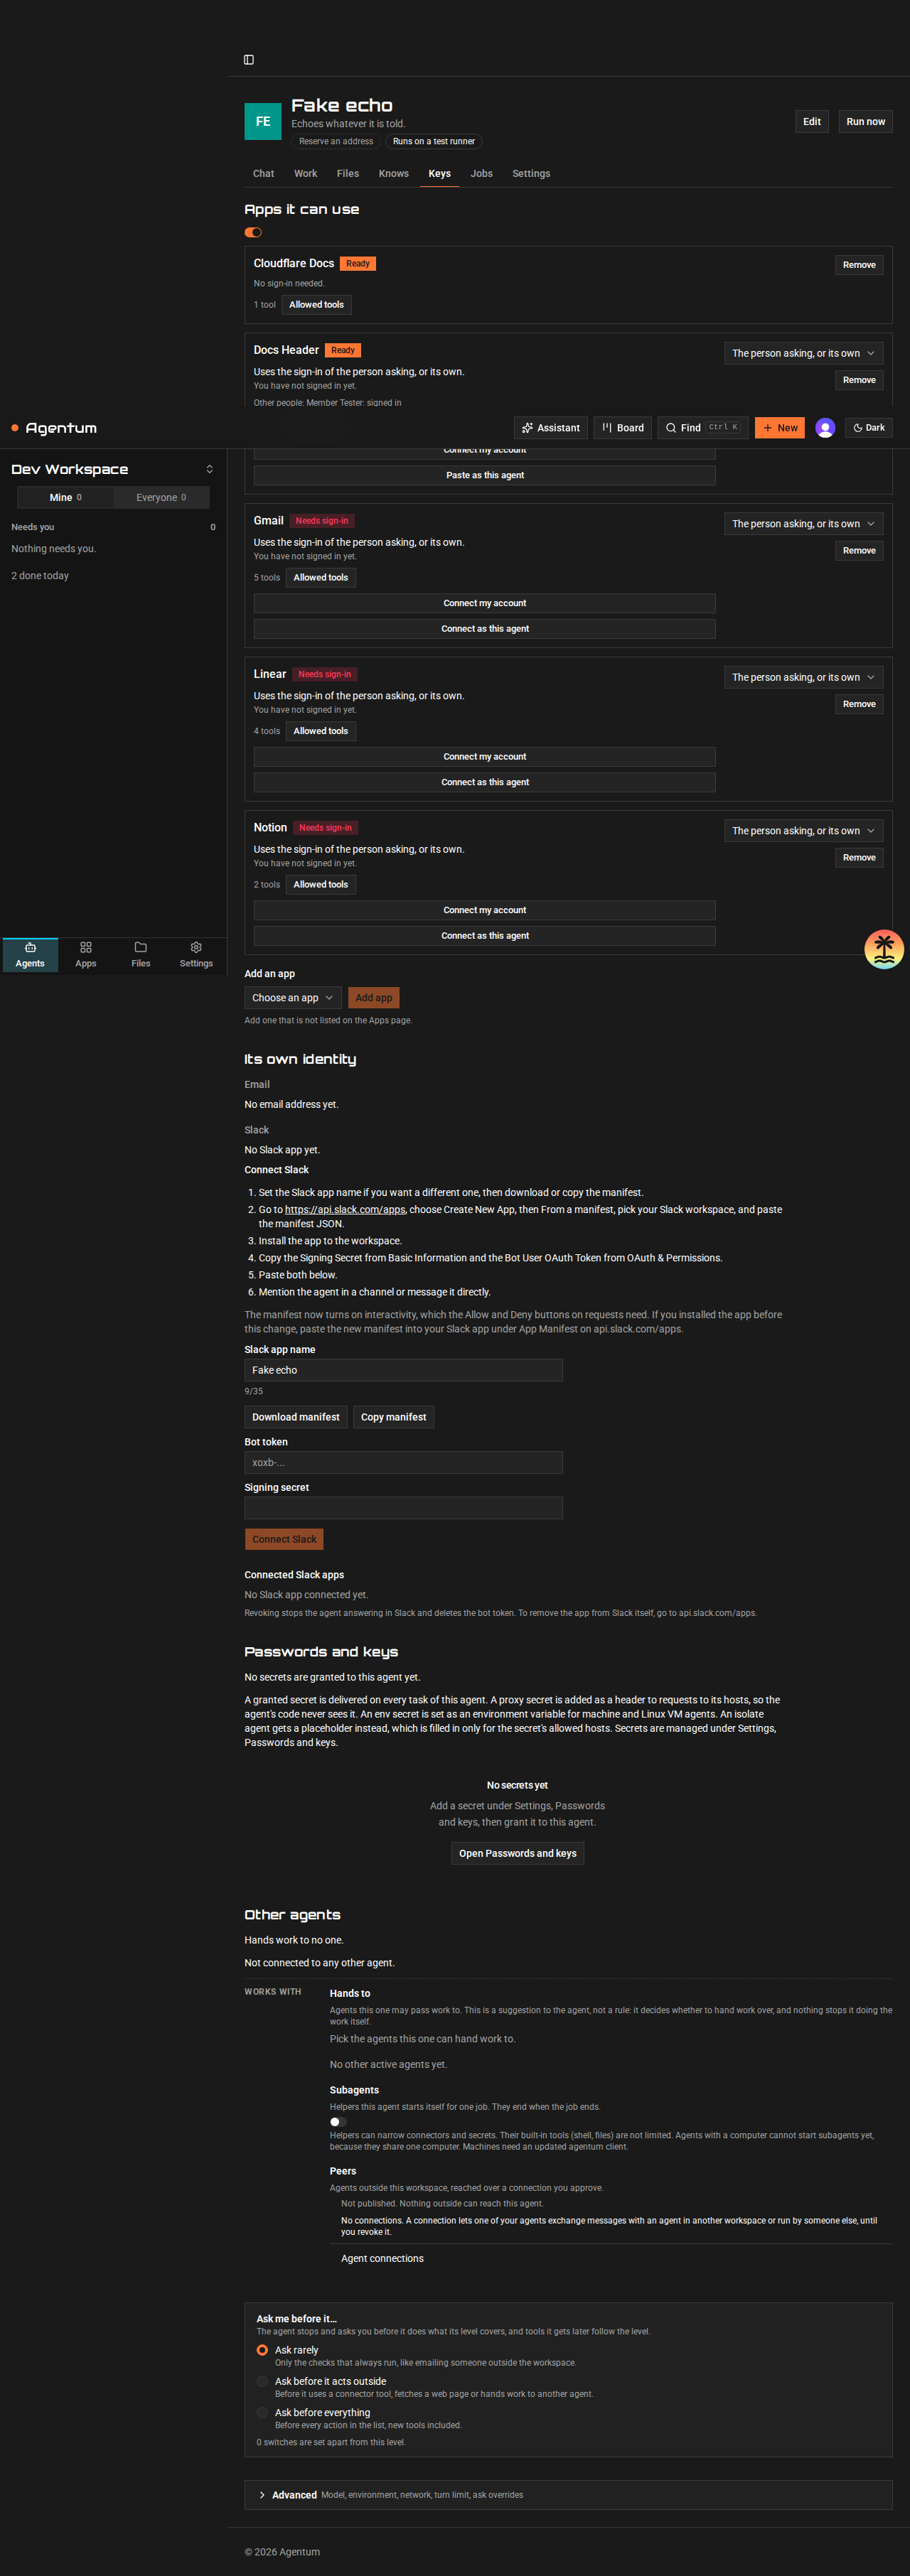 FE
Fake echo
Echoes whatever it is told.
Reserve an address
Runs on a test runner
Edit
Run now
Chat
Work
Files
Knows
Keys
Jobs
Settings
Apps it can use
Cloudflare Docs
Ready
Remove
No sign-in needed.
1 tool
Allowed tools
Docs Header
Ready
The person asking, or its own
Uses the sign-in of the person asking, or its own.
You have not signed in yet.
Remove
Other people: Member Tester: signed in
Agentum
Assistant
Board
Find
Ctrl K
New
Dark
Connect my account
Paste as this agent
Dev Workspace
Mine 0
Everyone 0
Needs you
0
Nothing needs you.
2 done today
Gmail
Needs sign-in
The person asking, or its own
Uses the sign-in of the person asking, or its own.
You have not signed in yet.
Remove
5 tools
Allowed tools
Connect my account
Connect as this agent
Linear
Needs sign-in
The person asking, or its own
Uses the sign-in of the person asking, or its own.
You have not signed in yet.
Remove
4 tools
Allowed tools
Connect my account
Connect as this agent
Notion
Needs sign-in
The person asking, or its own
Uses the sign-in of the person asking, or its own.
You have not signed in yet.
Remove
2 tools
Allowed tools
Connect my account
Connect as this agent
Agents
Apps
Files
Settings
Add an app
Choose an app
Add app
Add one that is not listed on the Apps page.
Its own identity
Email
No email address yet.
Slack
No Slack app yet.
Connect Slack
1. Set the Slack app name if you want a different one, then download or copy the manifest.
2. Go to https://api.slack.com/apps, choose Create New App, then From a manifest, pick your Slack workspace, and paste
the manifest JSON.
3. Install the app to the workspace.
4. Copy the Signing Secret from Basic Information and the Bot User OAuth Token from OAuth & Permissions.
5. Paste both below.
6. Mention the agent in a channel or message it directly.
The manifest now turns on interactivity, which the Allow and Deny buttons on requests need. If you installed the app before
this change, paste the new manifest into your Slack app under App Manifest on api.slack.com/apps.
Slack app name
Fake echo
9/35
Download manifest
Copy manifest
Bot token
xoxb-...
Signing secret
Connect Slack
Connected Slack apps
No Slack app connected yet.
Revoking stops the agent answering in Slack and deletes the bot token. To remove the app from Slack itself, go to api.slack.com/apps.
Passwords and keys
No secrets are granted to this agent yet.
A granted secret is delivered on every task of this agent. A proxy secret is added as a header to requests to its hosts, so the
agent's code never sees it. An env secret is set as an environment variable for machine and Linux VM agents. An isolate
agent gets a placeholder instead, which is filled in only for the secret's allowed hosts. Secrets are managed under Settings,
Passwords and keys.
No secrets yet
Add a secret under Settings, Passwords
and keys, then grant it to this agent.
Open Passwords and keys
Other agents
Hands work to no one.
Not connected to any other agent.
WORKS WITH
Hands to
Agents this one may pass work to. This is a suggestion to the agent, not a rule: it decides whether to hand work over, and nothing stops it doing the
work itself.
Pick the agents this one can hand work to.
No other active agents yet.
Subagents
Helpers this agent starts itself for one job. They end when the job ends.
Helpers can narrow connectors and secrets. Their built-in tools (shell, files) are not limited. Agents with a computer cannot start subagents yet,
because they share one computer. Machines need an updated agentum client.
Peers
Agents outside this workspace, reached over a connection you approve.
Not published. Nothing outside can reach this agent.
No connections. A connection lets one of your agents exchange messages with an agent in another workspace or run by someone else, until
you revoke it.
Agent connections
Ask me before it...
The agent stops and asks you before it does what its level covers, and tools it gets later follow the level.
Ask rarely
Only the checks that always run, like emailing someone outside the workspace.
Ask before it acts outside
Before it uses a connector tool, fetches a web page or hands work to another agent.
Ask before everything
Before every action in the list, new tools included.
0 switches are set apart from this level.
Advanced
Model, environment, network, turn limit, ask overrides
© 2026 Agentum